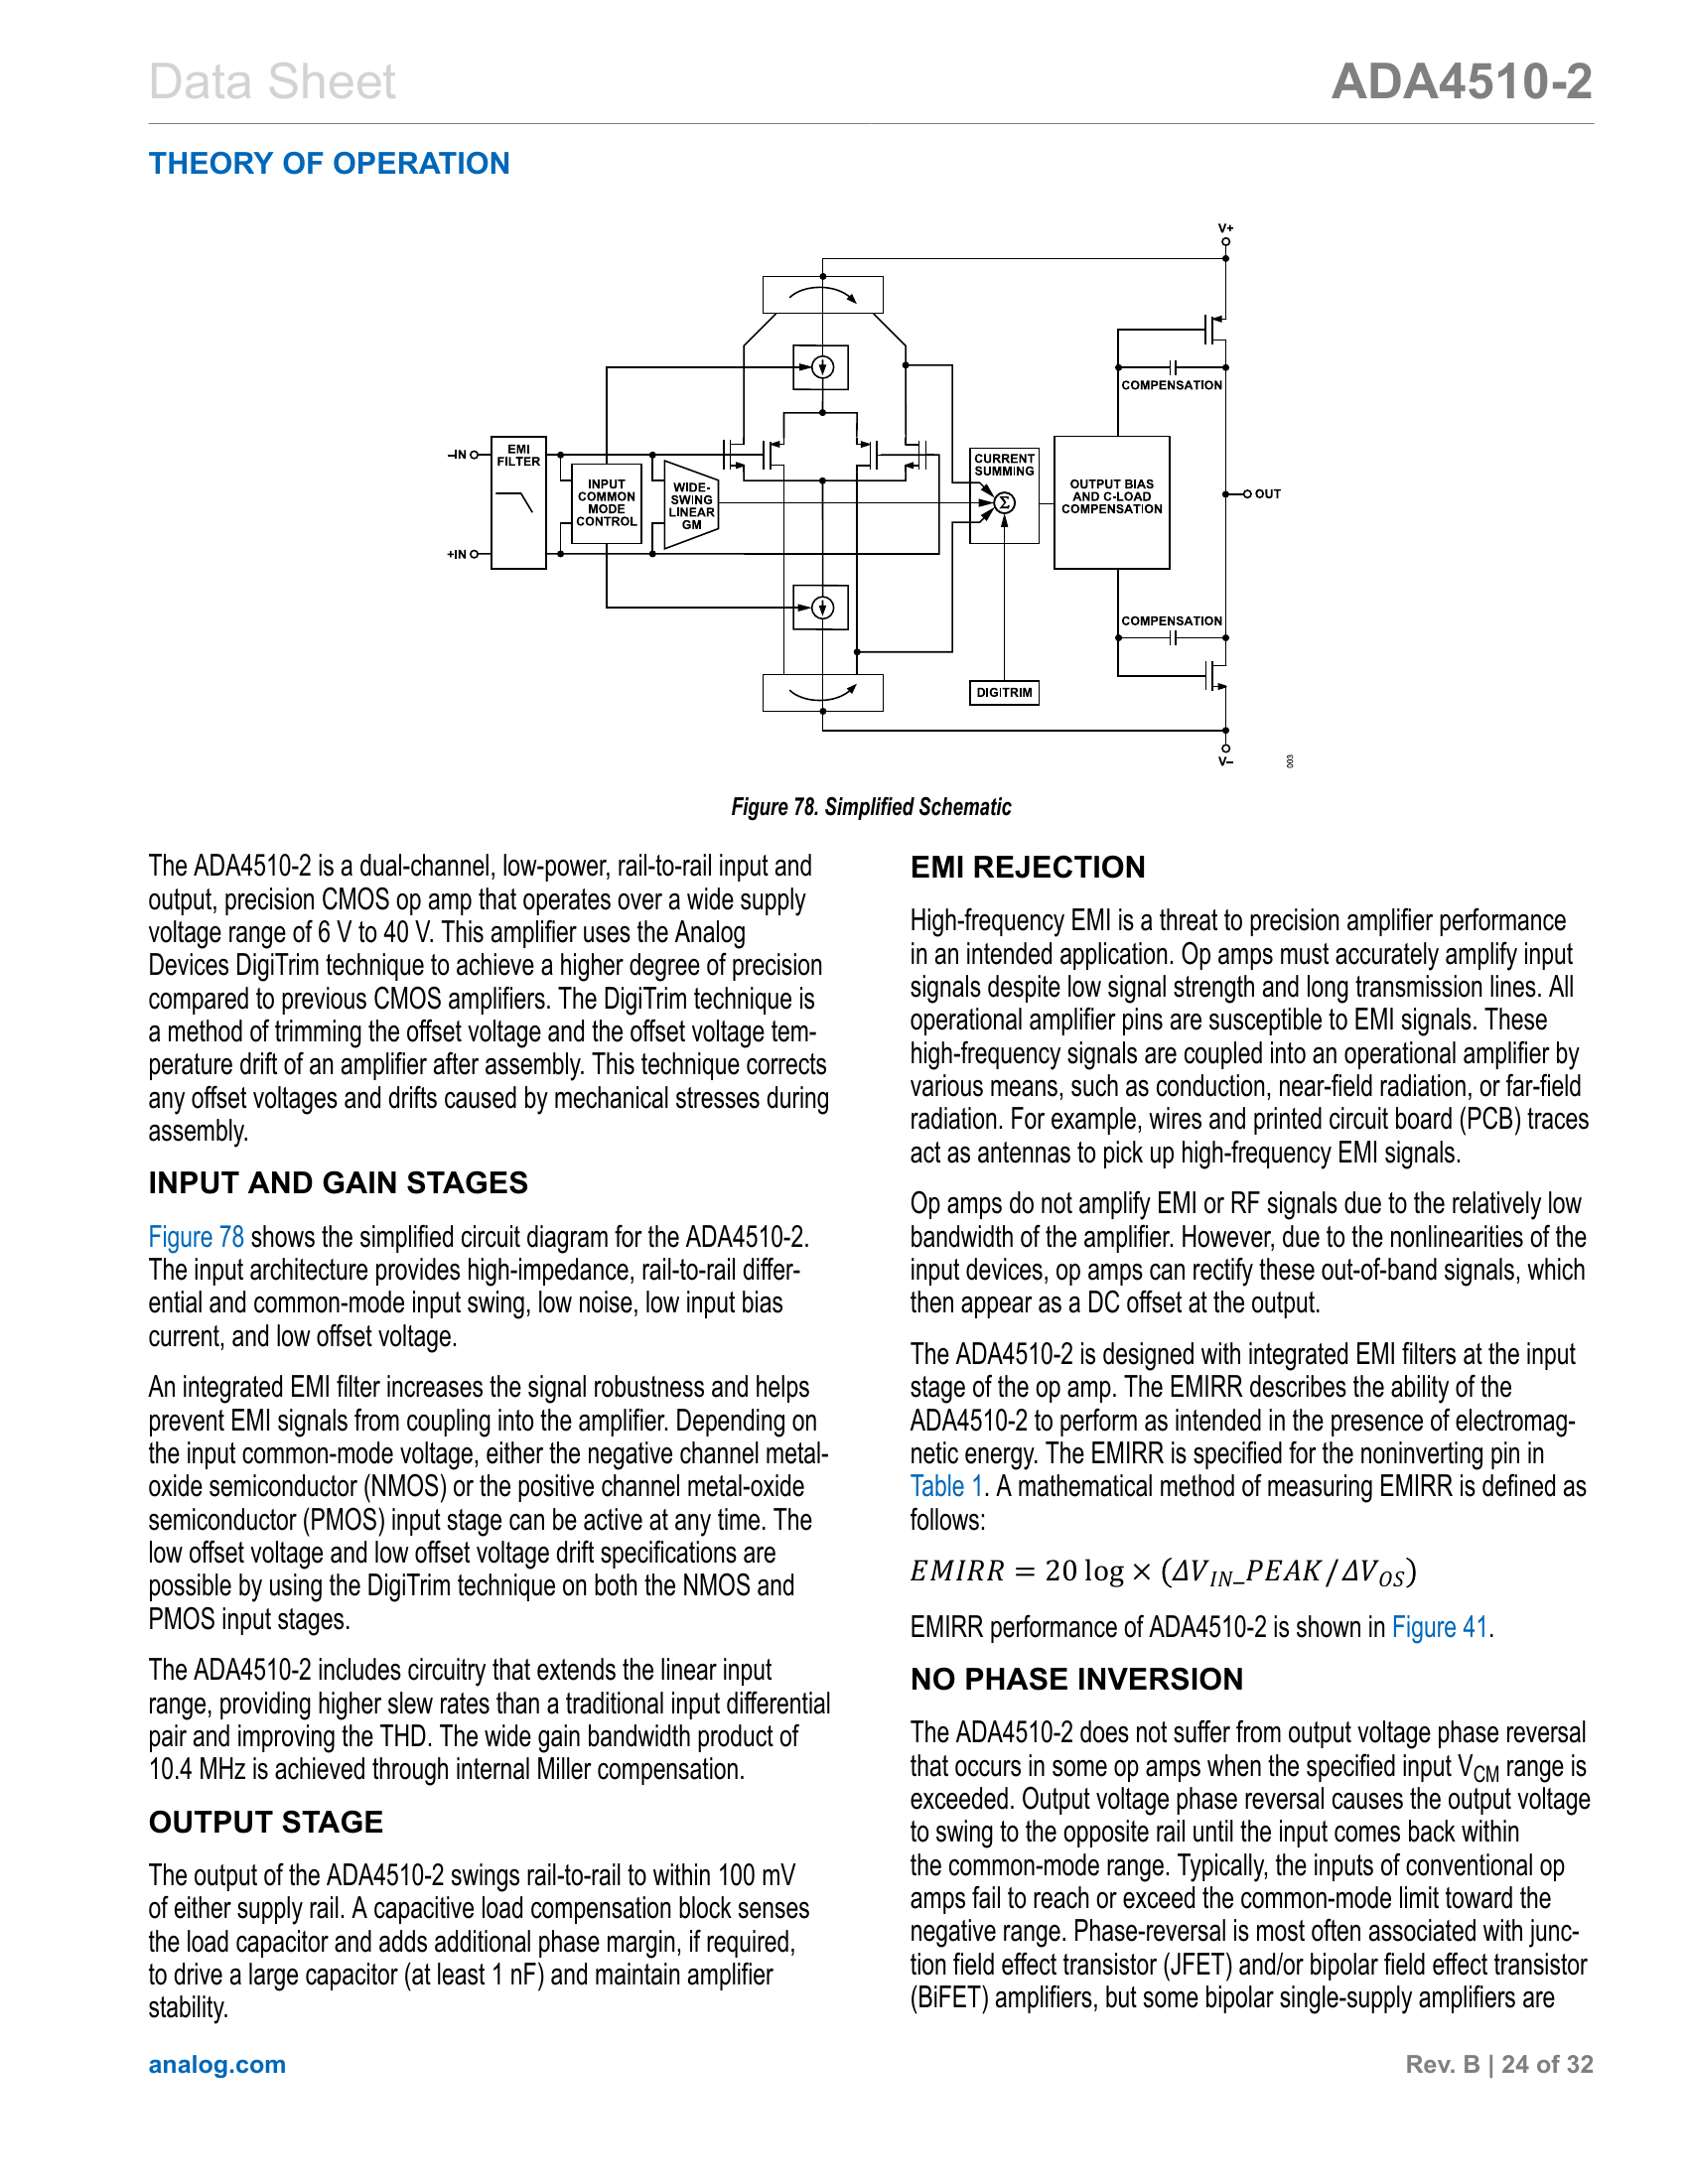 Data Sheet
ADA4510-2
THEORY OF OPERATION
V+
COMPENSATION
–IN
EMI
FILTER
INPUT
COMMON
MODE
CONTROL
WIDE-
SWING
LINEAR
GM
CURRENT
SUMMING
Σ
OUTPUT BIAS
AND C-LOAD
COMPENSATION
OUT
+IN
COMPENSATION
DIGITRIM
V–
003
Figure 78. Simplified Schematic
The ADA4510-2 is a dual-channel, low-power, rail-to-rail input and
output, precision CMOS op amp that operates over a wide supply
voltage range of 6 V to 40 V. This amplifier uses the Analog
Devices DigiTrim technique to achieve a higher degree of precision
compared to previous CMOS amplifiers. The DigiTrim technique is
a method of trimming the offset voltage and the offset voltage tem-
perature drift of an amplifier after assembly. This technique corrects
any offset voltages and drifts caused by mechanical stresses during
assembly.
INPUT AND GAIN STAGES
Figure 78 shows the simplified circuit diagram for the ADA4510-2.
The input architecture provides high-impedance, rail-to-rail differ-
ential and common-mode input swing, low noise, low input bias
current, and low offset voltage.
An integrated EMI filter increases the signal robustness and helps
prevent EMI signals from coupling into the amplifier. Depending on
the input common-mode voltage, either the negative channel metal-
oxide semiconductor (NMOS) or the positive channel metal-oxide
semiconductor (PMOS) input stage can be active at any time. The
low offset voltage and low offset voltage drift specifications are
possible by using the DigiTrim technique on both the NMOS and
PMOS input stages.
The ADA4510-2 includes circuitry that extends the linear input
range, providing higher slew rates than a traditional input differential
pair and improving the THD. The wide gain bandwidth product of
10.4 MHz is achieved through internal Miller compensation.
OUTPUT STAGE
The output of the ADA4510-2 swings rail-to-rail to within 100 mV
of either supply rail. A capacitive load compensation block senses
the load capacitor and adds additional phase margin, if required,
to drive a large capacitor (at least 1 nF) and maintain amplifier
stability.
EMI REJECTION
High-frequency EMI is a threat to precision amplifier performance
in an intended application. Op amps must accurately amplify input
signals despite low signal strength and long transmission lines. All
operational amplifier pins are susceptible to EMI signals. These
high-frequency signals are coupled into an operational amplifier by
various means, such as conduction, near-field radiation, or far-field
radiation. For example, wires and printed circuit board (PCB) traces
act as antennas to pick up high-frequency EMI signals.
Op amps do not amplify EMI or RF signals due to the relatively low
bandwidth of the amplifier. However, due to the nonlinearities of the
input devices, op amps can rectify these out-of-band signals, which
then appear as a DC offset at the output.
The ADA4510-2 is designed with integrated EMI filters at the input
stage of the op amp. The EMIRR describes the ability of the
ADA4510-2 to perform as intended in the presence of electromag-
netic energy. The EMIRR is specified for the noninverting pin in
Table 1. A mathematical method of measuring EMIRR is defined as
follows:
EMIRR = 20 log × (ΔVIN_PEAK/ΔVOS)
EMIRR performance of ADA4510-2 is shown in Figure 41.
NO PHASE INVERSION
The ADA4510-2 does not suffer from output voltage phase reversal
that occurs in some op amps when the specified input VCM range is
exceeded. Output voltage phase reversal causes the output voltage
to swing to the opposite rail until the input comes back within
the common-mode range. Typically, the inputs of conventional op
amps fail to reach or exceed the common-mode limit toward the
negative range. Phase-reversal is most often associated with junc-
tion field effect transistor (JFET) and/or bipolar field effect transistor
(BiFET) amplifiers, but some bipolar single-supply amplifiers are
analog.com
Rev. B | 24 of 32